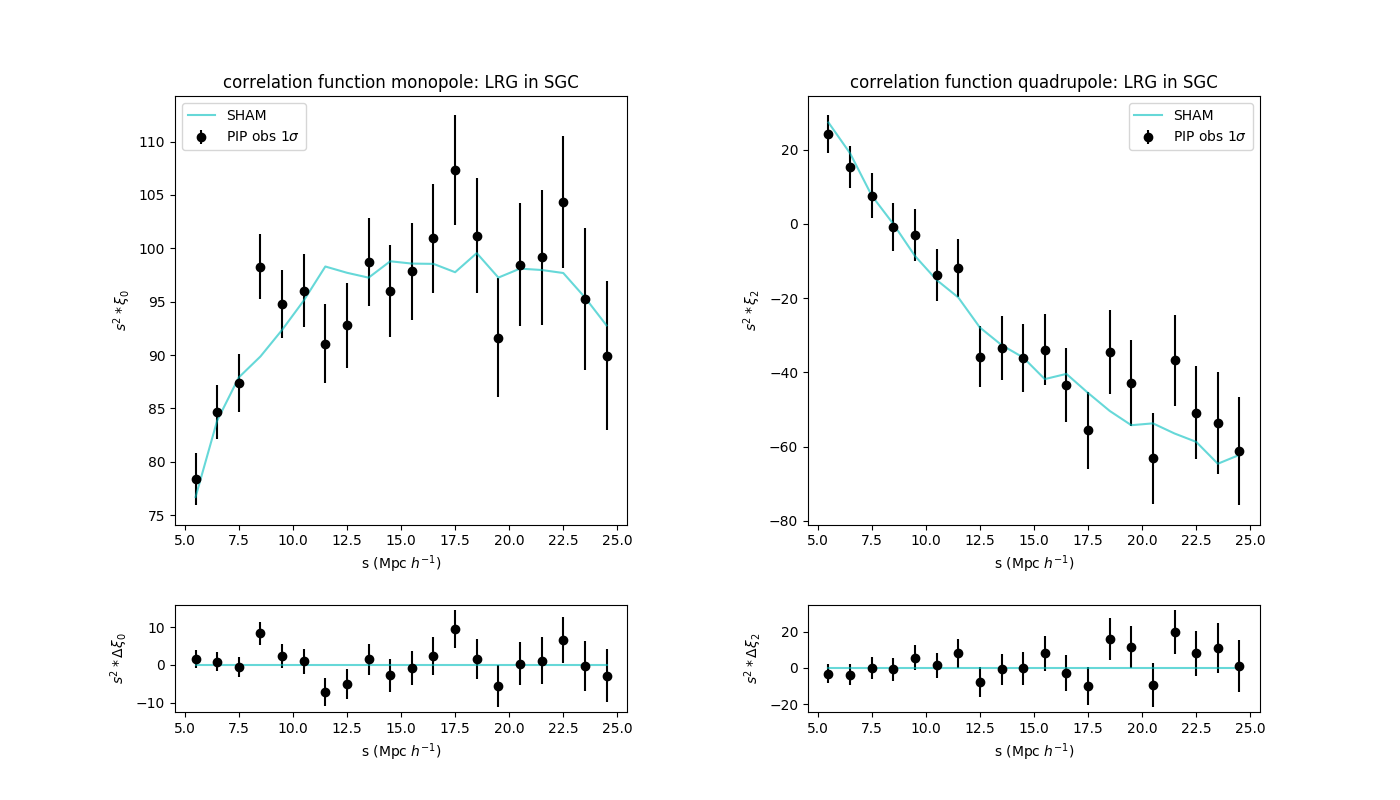 correlation function monopole: LRG in SGC
SHAM
PIP obs 1σ
110
105
100
95
90
85
80
75
s² * ξ₀
5.0 7.5 10.0 12.5 15.0 17.5 20.0 22.5 25.0
s (Mpc h⁻¹)
10
0
−10
s² * Δξ₀
5.0 7.5 10.0 12.5 15.0 17.5 20.0 22.5 25.0
s (Mpc h⁻¹)
correlation function quadrupole: LRG in SGC
SHAM
PIP obs 1σ
20
0
−20
−40
−60
−80
s² * ξ₂
5.0 7.5 10.0 12.5 15.0 17.5 20.0 22.5 25.0
s (Mpc h⁻¹)
20
0
−20
s² * Δξ₂
5.0 7.5 10.0 12.5 15.0 17.5 20.0 22.5 25.0
s (Mpc h⁻¹)